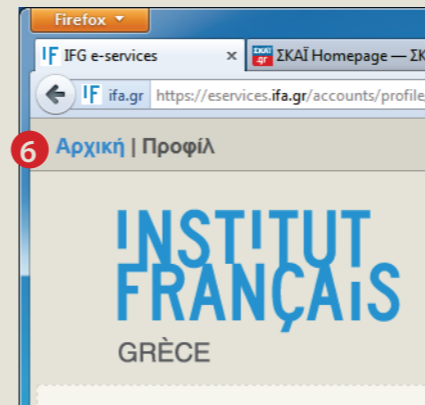 Firefox
IF IFG e-services × ΣΚΑΪ gr ΣΚΑΪ Homepage — ΣΚ
IF ifa.gr https://eservices.ifa.gr/accounts/profile
6 Αρχική | Προφίλ
INSTITUT
FRANÇAIS
GRÈCE